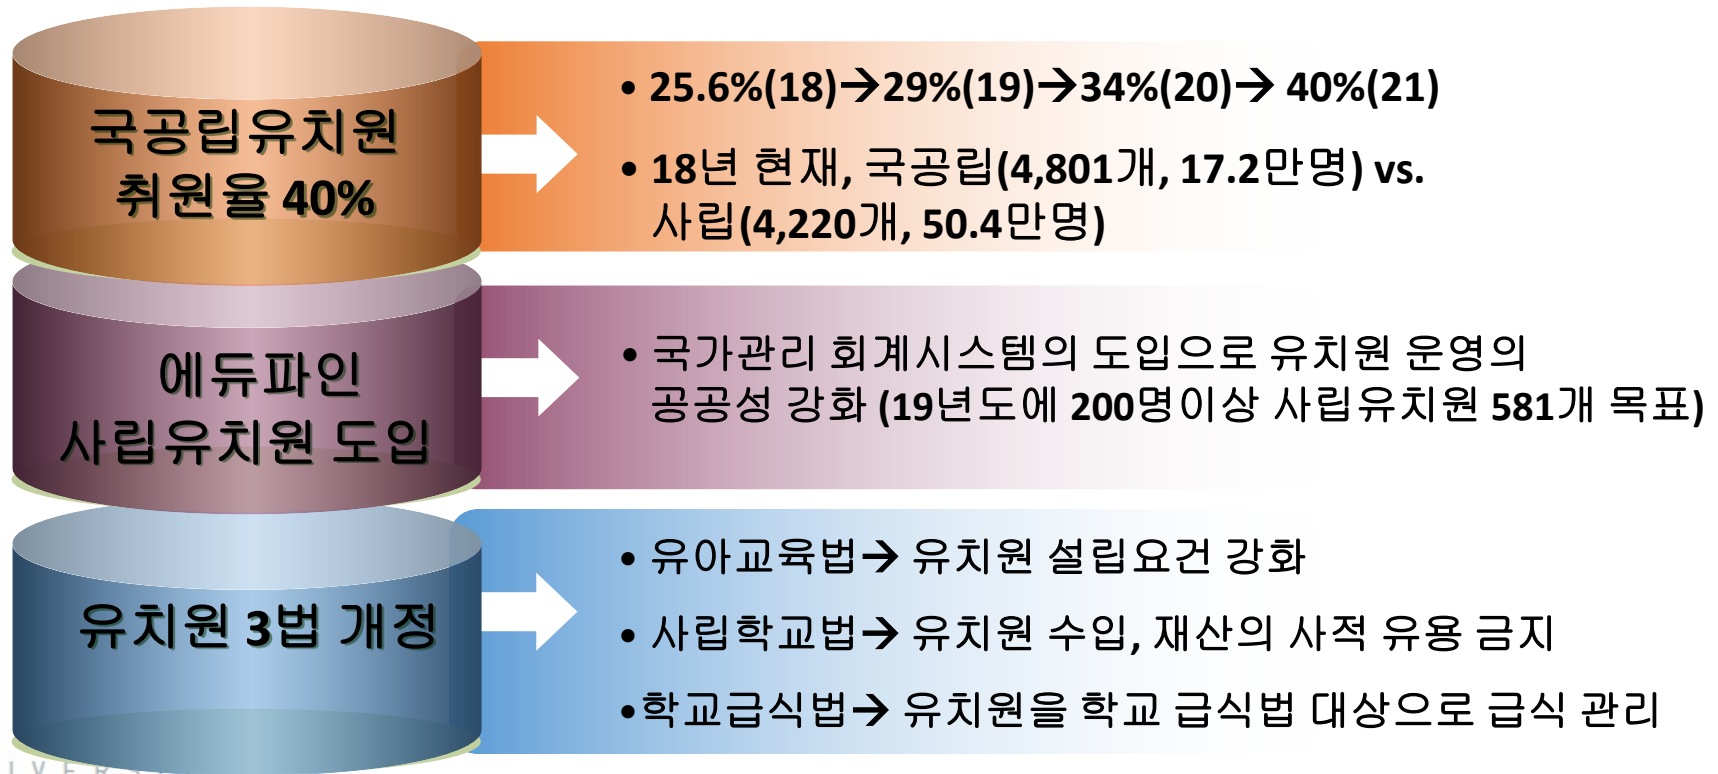 국공립유치원
취원율 40%
• 25.6%(18)→29%(19)→34%(20)→ 40%(21)
• 18년 현재, 국공립(4,801개, 17.2만명) vs.
사립(4,220개, 50.4만명)
에듀파인
사립유치원 도입
• 국가관리 회계시스템의 도입으로 유치원 운영의
공공성 강화 (19년도에 200명이상 사립유치원 581개 목표)
유치원 3법 개정
• 유아교육법→ 유치원 설립요건 강화
• 사립학교법→ 유치원 수입, 재산의 사적 유용 금지
•학교급식법→ 유치원을 학교 급식법 대상으로 급식 관리